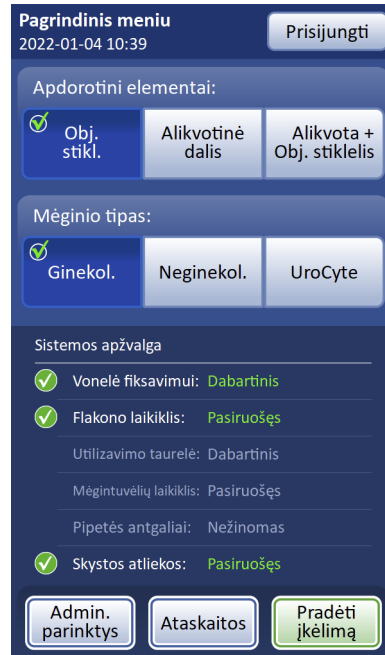 Pagrindinis meniu
2022-01-04 10:39
Prisijungti
Apdorotini elementai:
Obj.
stikl.
Alikvotinė
dalis
Alikvota +
Obj. stiklelis
Mėginio tipas:
Ginekol.
Neginekol.
UroCyte
Sistemos apžvalga
Vonelė fiksavimui: Dabartinis
Flakono laikiklis: Pasiruošęs
Utilizavimo taurelė: Dabartinis
Mėgintuvėlių laikiklis: Pasiruošęs
Pipetės antgaliai: Nežinomas
Skystos atliekos: Pasiruošęs
Admin.
parinktys
Ataskaitos
Pradėti
įkėlimą